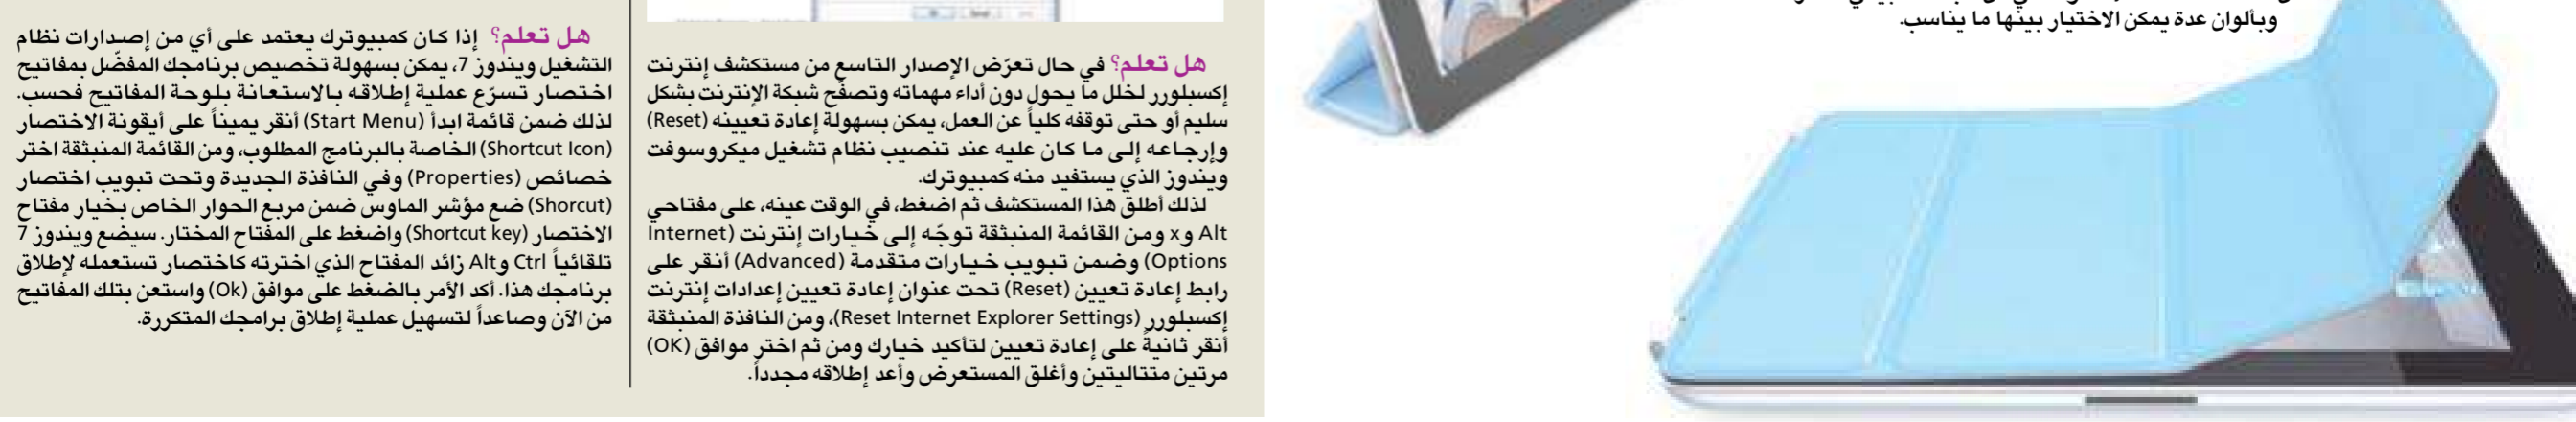 وبألوان عدة يمكن الاختيار بينها ما يناسب.
هل تعلم؟ في حال تعرّض الإصدار التاسع من مستكشف إنترنت
إكسبلورر لخلل ما يحول دون أداء مهماته وتصفّح شبكة الإنترنت بشكل
سليم أو حتى توقفه كلياً عن العمل، يمكن بسهولة إعادة تعيينه (Reset)
وإرجاعه إلى ما كان عليه عند تنصيب نظام تشغيل ميكروسوفت
ويندوز الذي يستفيد منه كمبيوترك.
لذلك أطلق هذا المستكشف ثم اضغط، في الوقت عينه، على مفتاحي
Alt وx ومن القائمة المنبثقة توجّه إلى خيارات إنترنت (Internet
Options) وضمن تبويب خيارات متقدمة (Advanced) أنقر على
رابط إعادة تعيين (Reset) تحت عنوان إعادة تعيين إعدادات إنترنت
إكسبلورر (Reset Internet Explorer Settings)، ومن النافذة المنبثقة
أنقر ثانيةً على إعادة تعيين لتأكيد خيارك ومن ثم اختر موافق (OK)
مرتين متتاليتين وأغلق المستعرض وأعد إطلاقه مجدداً.
هل تعلم؟ إذا كان كمبيوترك يعتمد على أي من إصدارات نظام
التشغيل ويندوز 7، يمكن بسهولة تخصيص برنامجك المفضّل بمفاتيح
اختصار تسرّع عملية إطلاقه بالاستعانة بلوحة المفاتيح فحسب.
لذلك ضمن قائمة ابدأ (Start Menu) أنقر يميناً على أيقونة الاختصار
(Shortcut Icon) الخاصة بالبرنامج المطلوب، ومن القائمة المنبثقة اختر
خصائص (Properties) وفي النافذة الجديدة وتحت تبويب اختصار
(Shorcut) ضع مؤشر الماوس ضمن مربع الحوار الخاص بخيار مفتاح
الاختصار (Shortcut key) واضغط على المفتاح المختار. سيضع ويندوز 7
تلقائياً Ctrl وAlt زائد المفتاح الذي اخترته كاختصار تستعمله لإطلاق
برنامجك هذا. أكد الأمر بالضغط على موافق (Ok) واستعن بتلك المفاتيح
من الآن وصاعداً لتسهيل عملية إطلاق برامجك المتكررة.